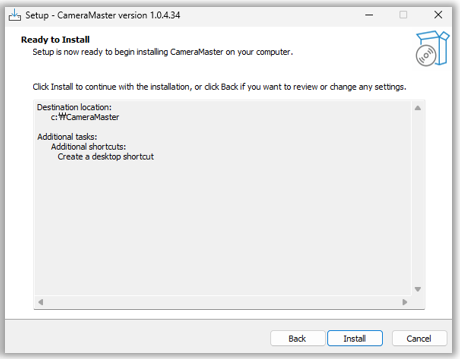 Setup - CameraMaster version 1.0.4.34
Ready to Install
Setup is now ready to begin installing CameraMaster on your computer.
Click Install to continue with the installation, or click Back if you want to review or change any settings.
Destination location:
c:₩CameraMaster
Additional tasks:
Additional shortcuts:
Create a desktop shortcut
Back
Install
Cancel